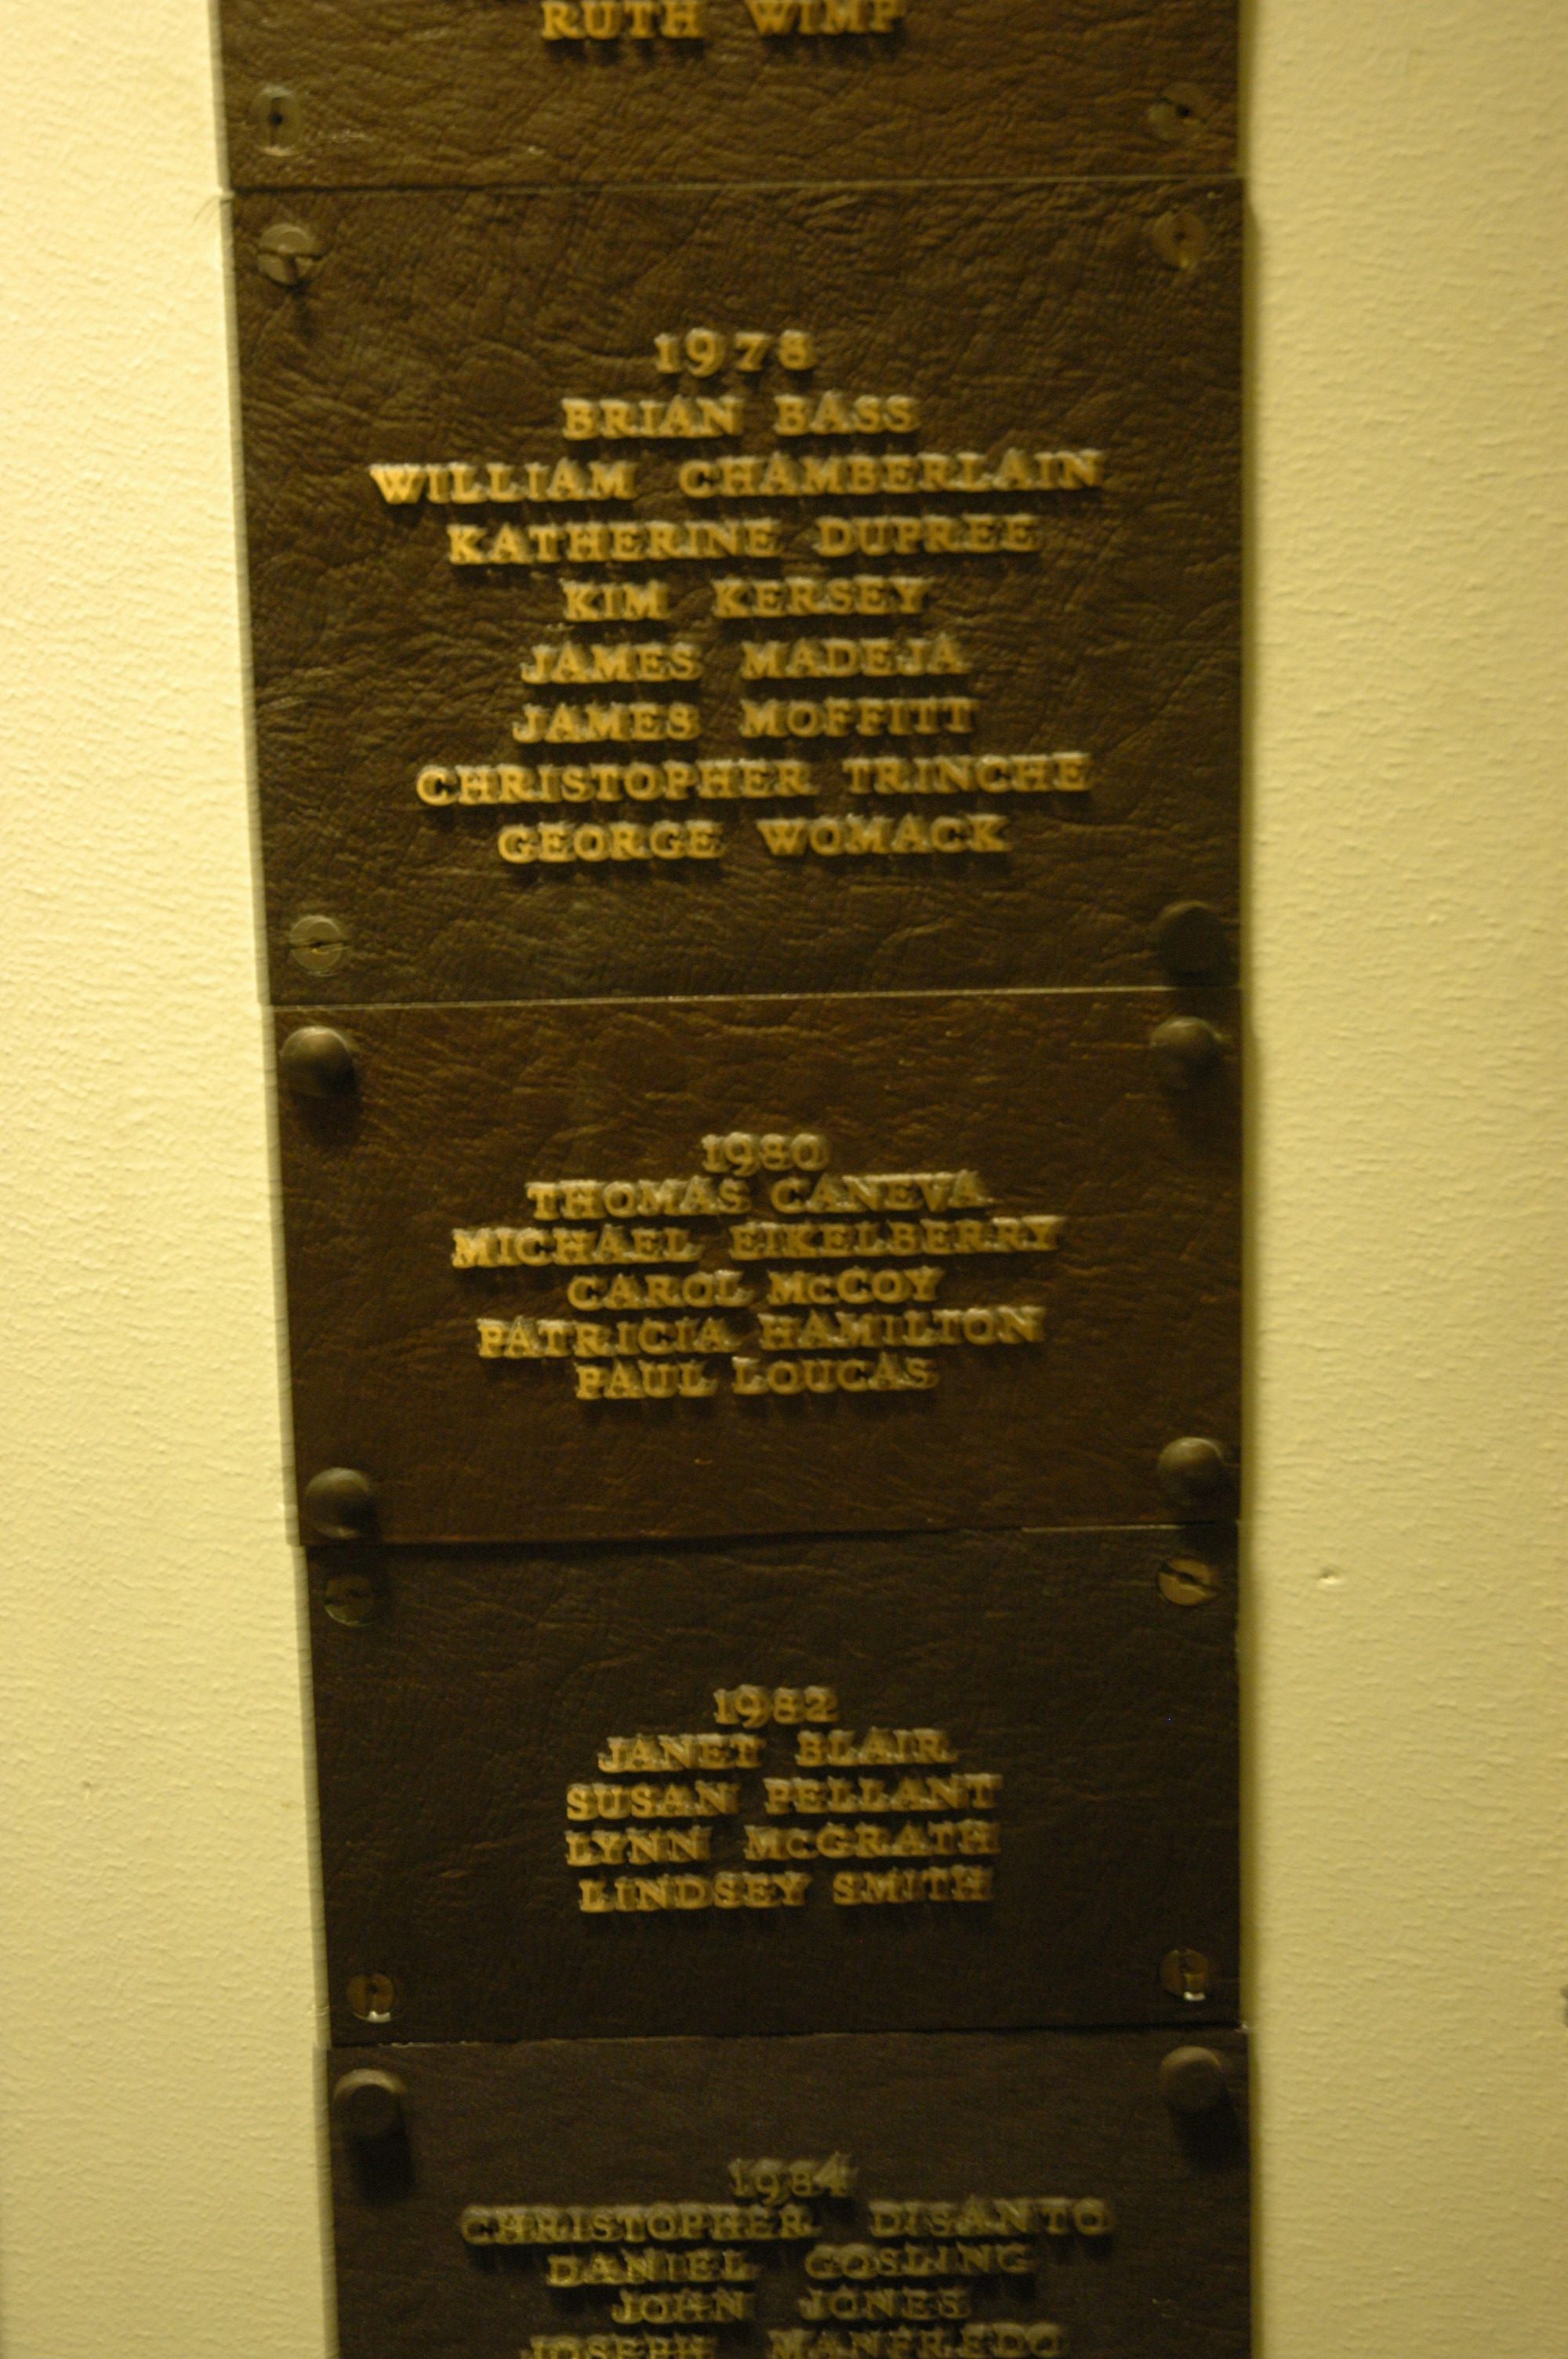 RUTH WIMP
1978
BRIAN BASS
WILLIAM CHAMBERLAIN
KATHERINE DUPREE
KIM KERSEY
JAMES MADEJA
JAMES MOFFITT
CHRISTOPHER TRINCHE
GEORGE WOMACK
1980
THOMAS CANEVA
MICHAEL EIKELBERRY
CAROL McCOY
PATRICIA HAMILTON
PAUL LOUCAS
1982
JANET BLAIR
SUSAN PELLANT
LYNN McGRATH
LINDSEY SMITH
1984
CHRISTOPHER DISANTO
DANIEL GOSLING
JOHN JONES
JOSEPH MANFREDO